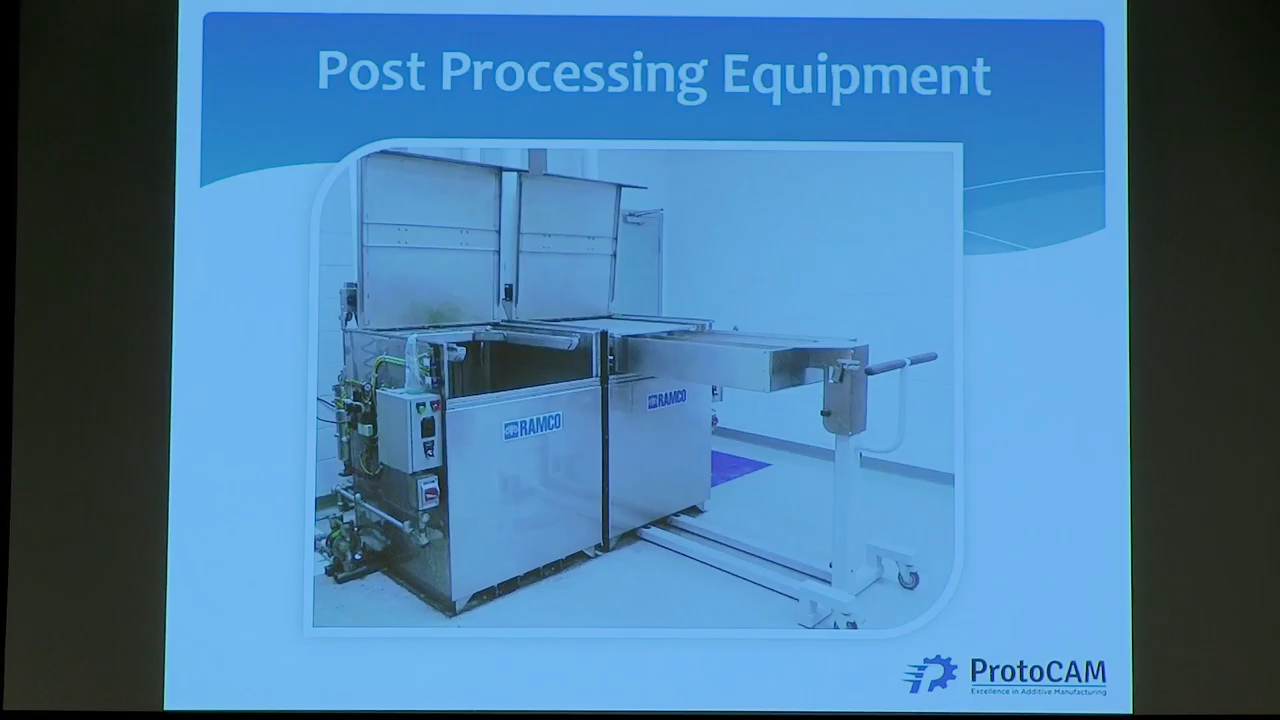 Post Processing Equipment
RAMCO
RAMCO
ProtoCAM
Excellence in Additive Manufacturing